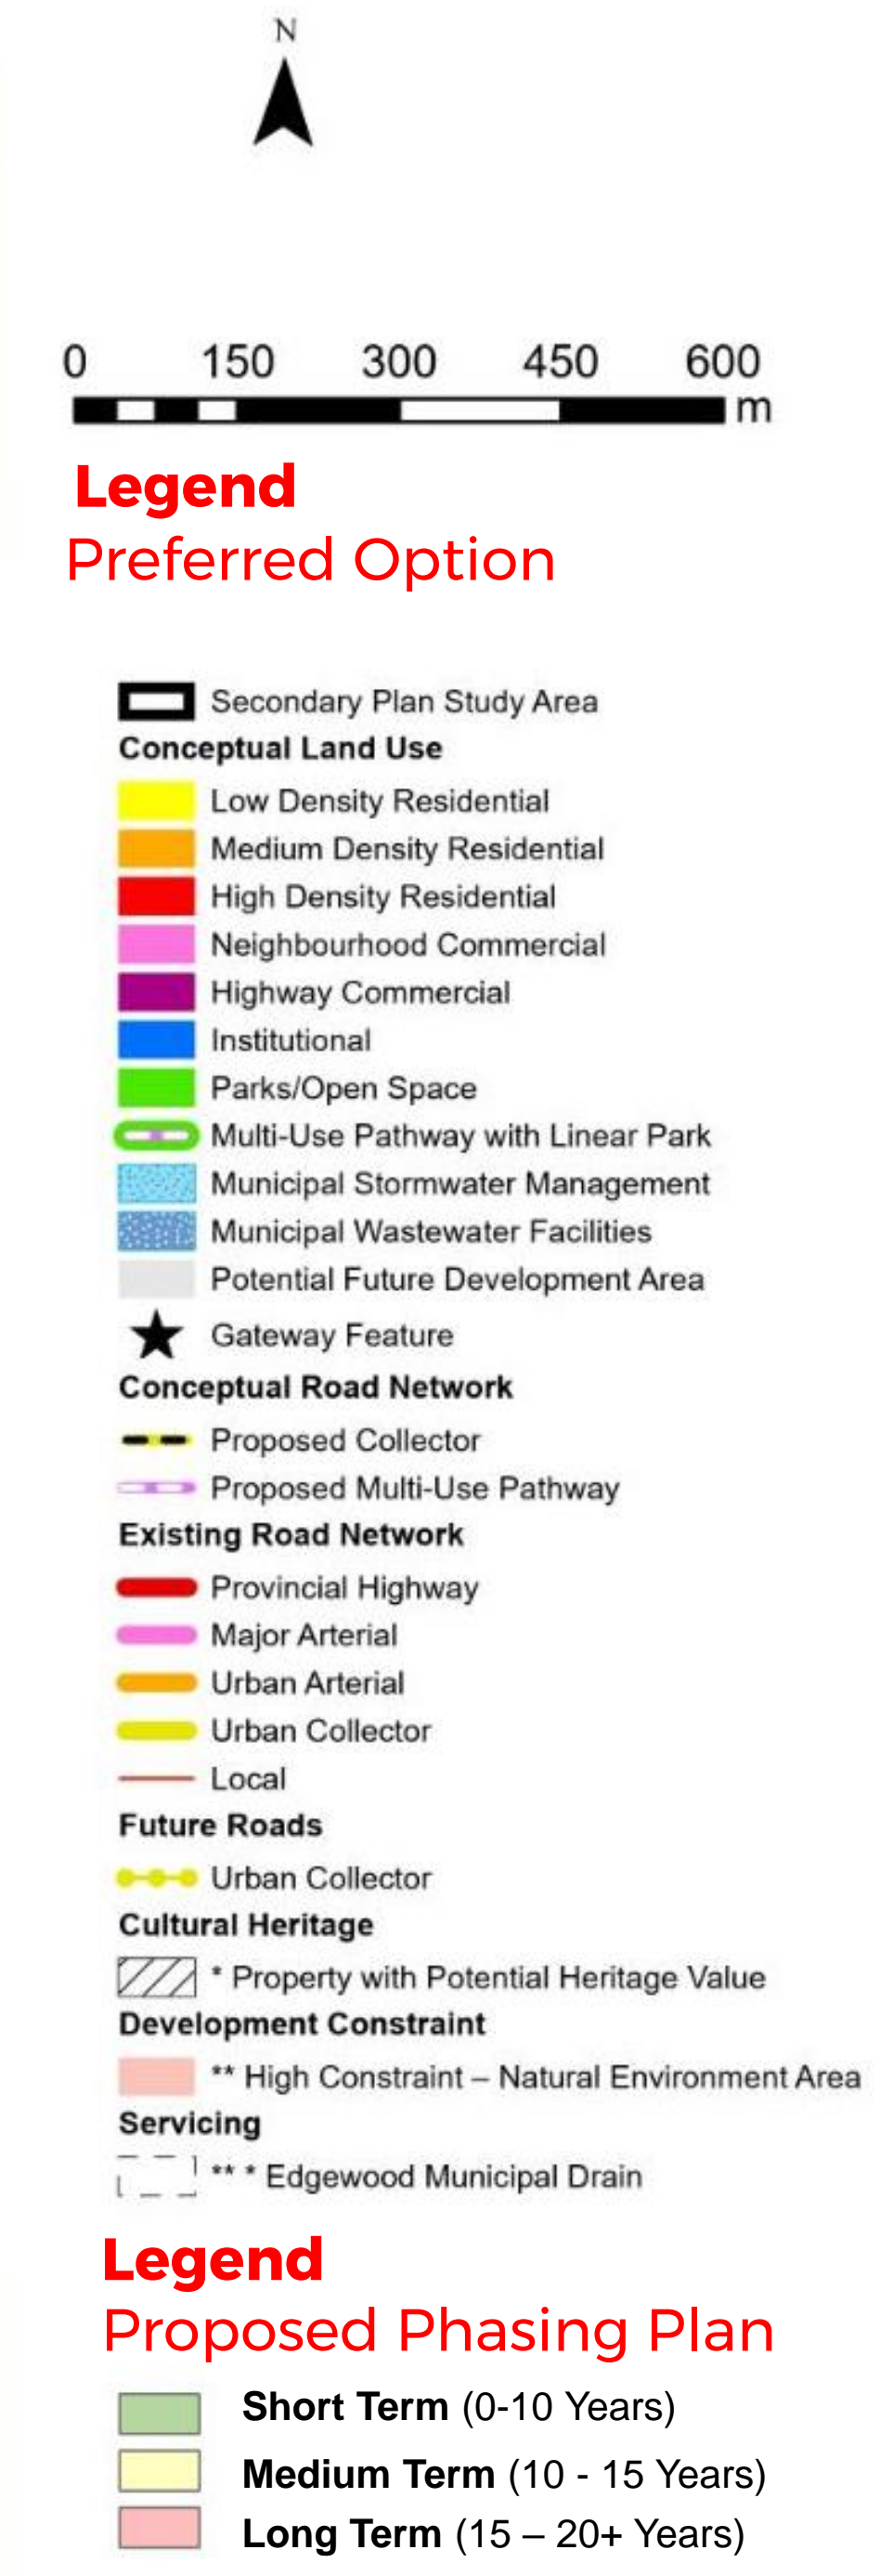 N
0 150 300 450 600
m
Legend
Preferred Option
Secondary Plan Study Area
Conceptual Land Use
Low Density Residential
Medium Density Residential
High Density Residential
Neighbourhood Commercial
Highway Commercial
Institutional
Parks/Open Space
Multi-Use Pathway with Linear Park
Municipal Stormwater Management
Municipal Wastewater Facilities
Potential Future Development Area
Gateway Feature
Conceptual Road Network
Proposed Collector
Proposed Multi-Use Pathway
Existing Road Network
Provincial Highway
Major Arterial
Urban Arterial
Urban Collector
Local
Future Roads
Urban Collector
Cultural Heritage
* Property with Potential Heritage Value
Development Constraint
** High Constraint – Natural Environment Area
Servicing
** * Edgewood Municipal Drain
Legend
Proposed Phasing Plan
Short Term (0-10 Years)
Medium Term (10 - 15 Years)
Long Term (15 – 20+ Years)